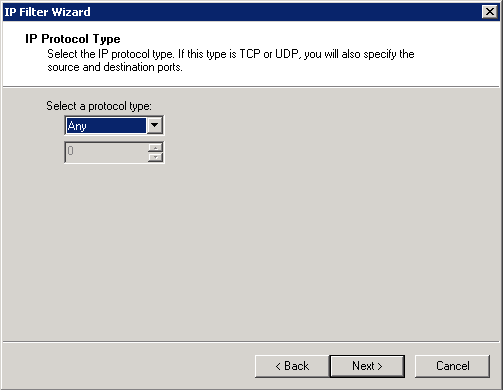 IP Filter Wizard
IP Protocol Type
Select the IP protocol type. If this type is TCP or UDP, you will also specify the
source and destination ports.
Select a protocol type:
Any
0
< Back
Next >
Cancel